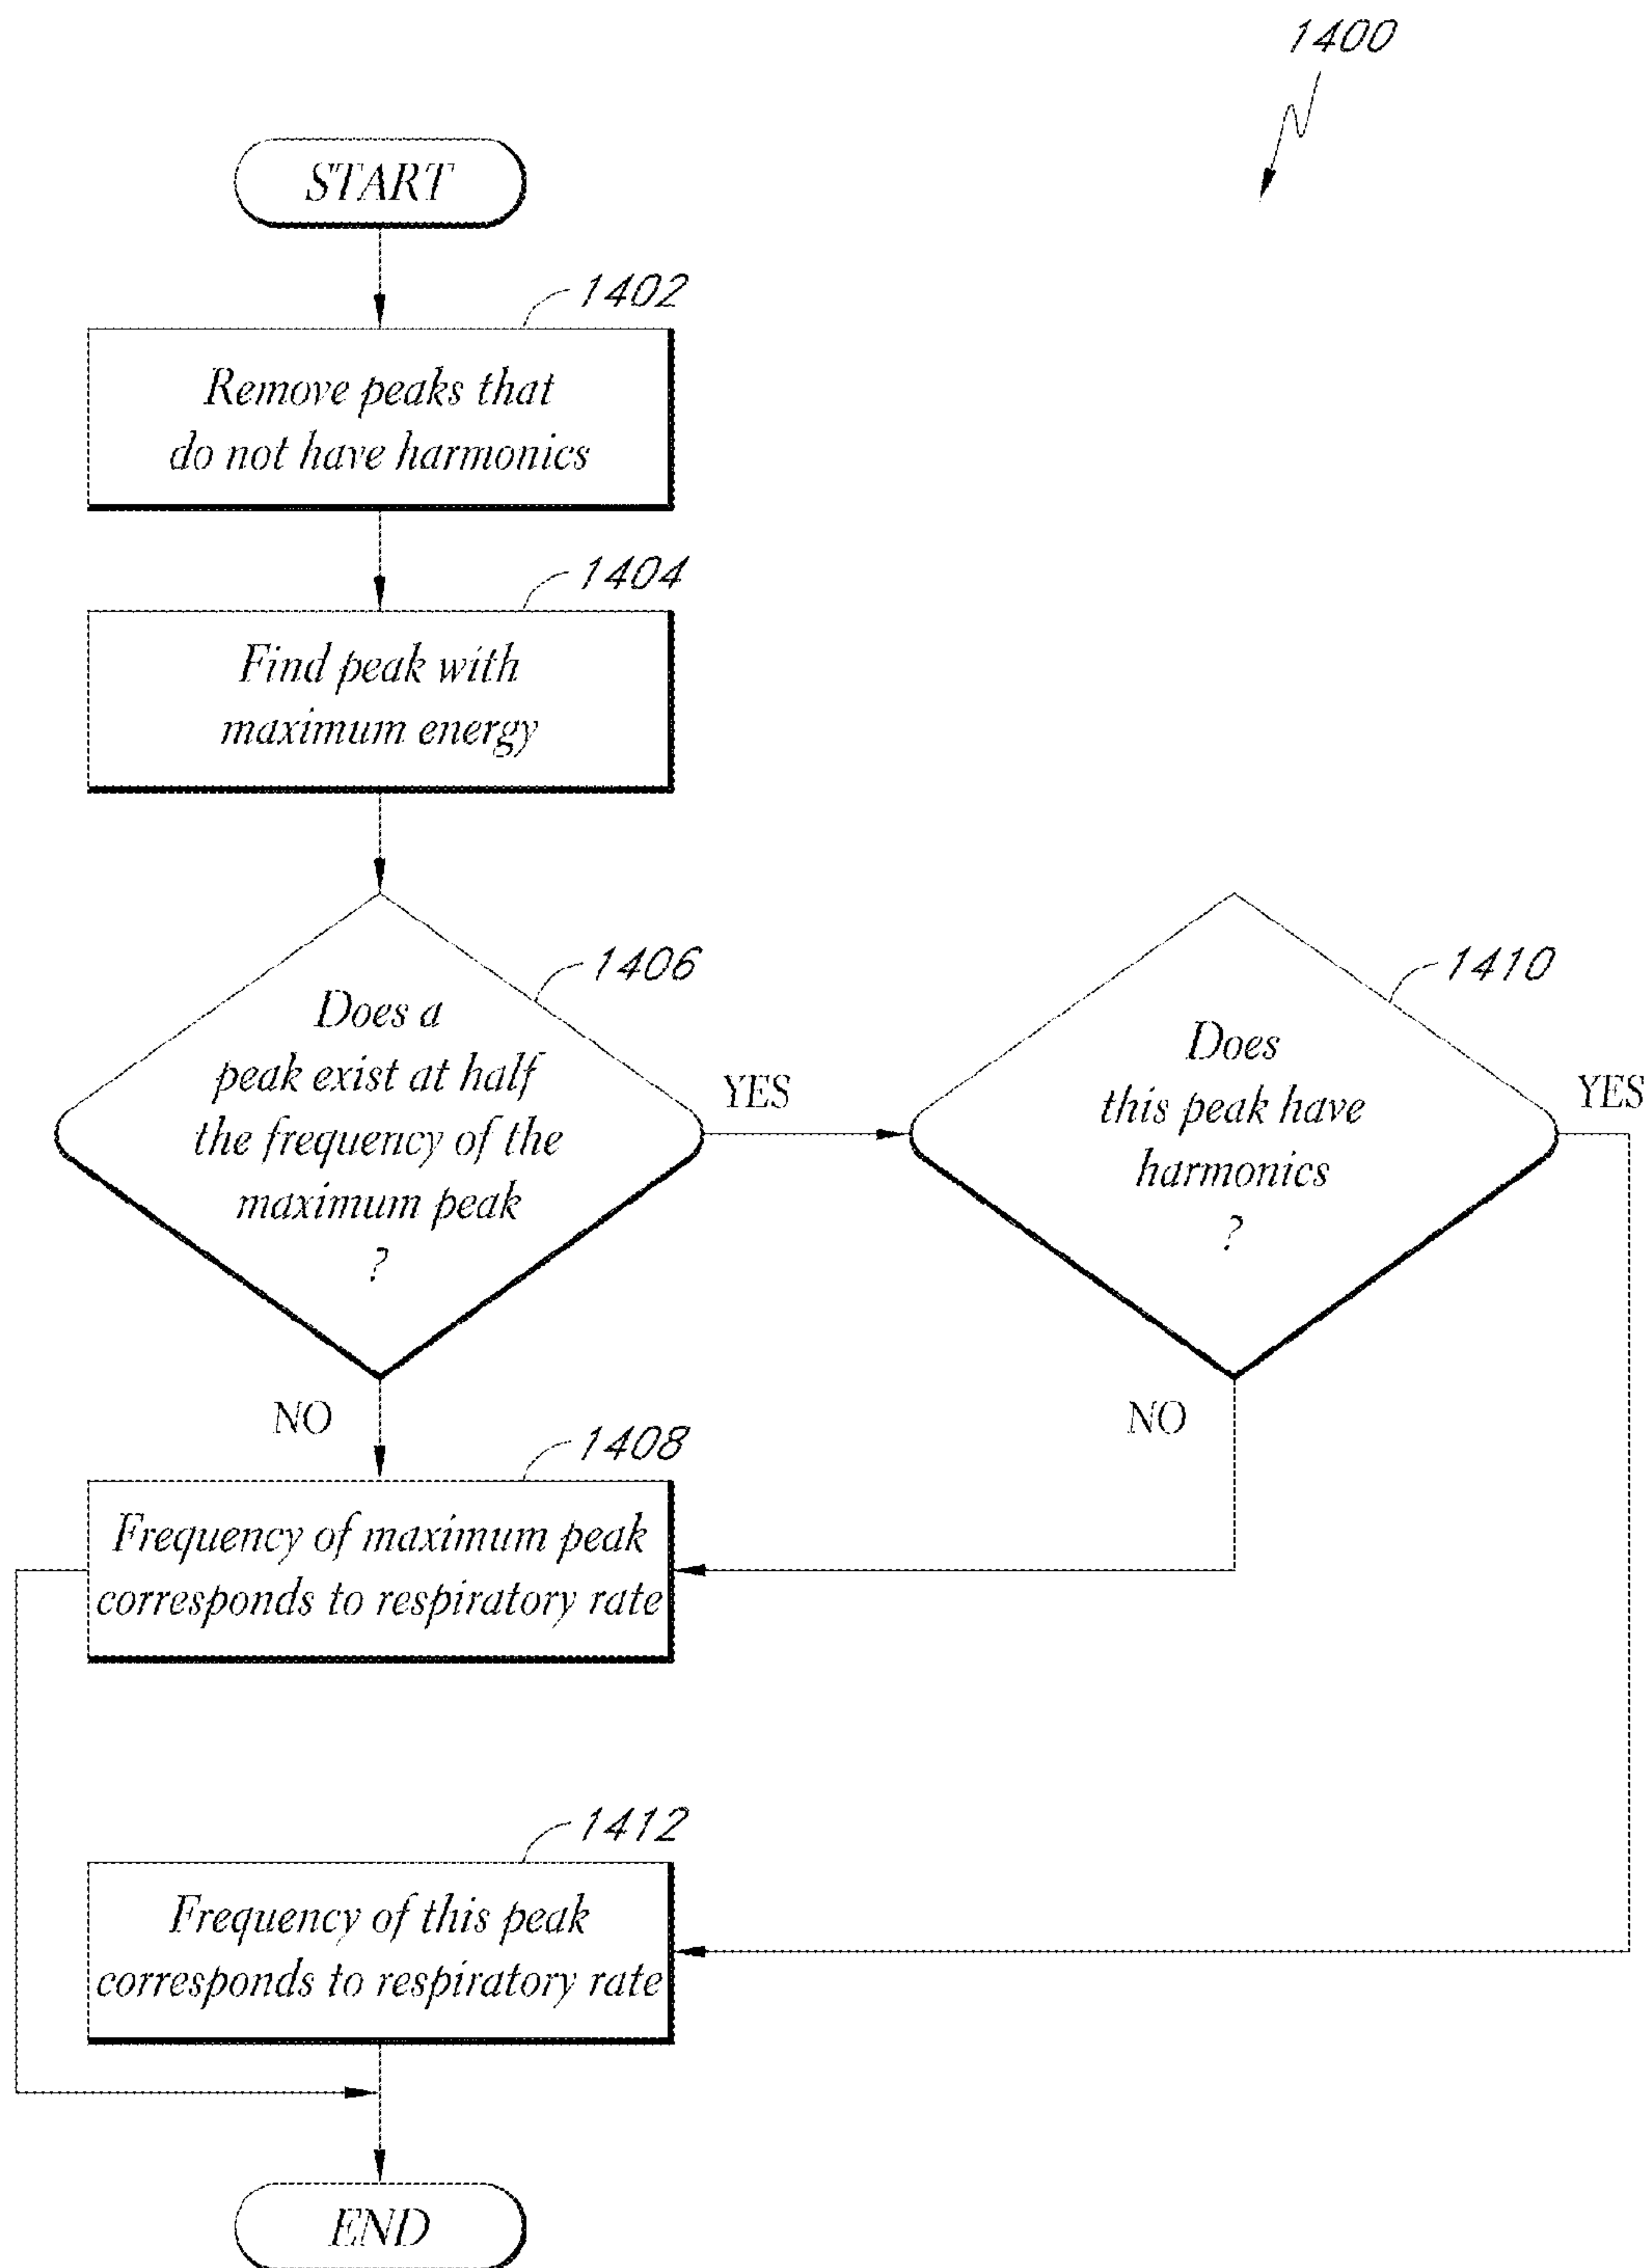 1400
START
1402
Remove peaks that
do not have harmonics
1404
Find peak with
maximum energy
1406
Does a
peak exist at half
the frequency of the
maximum peak
?
YES
1410
Does
this peak have
harmonics
?
YES
NO
NO
1408
Frequency of maximum peak
corresponds to respiratory rate
1412
Frequency of this peak
corresponds to respiratory rate
END